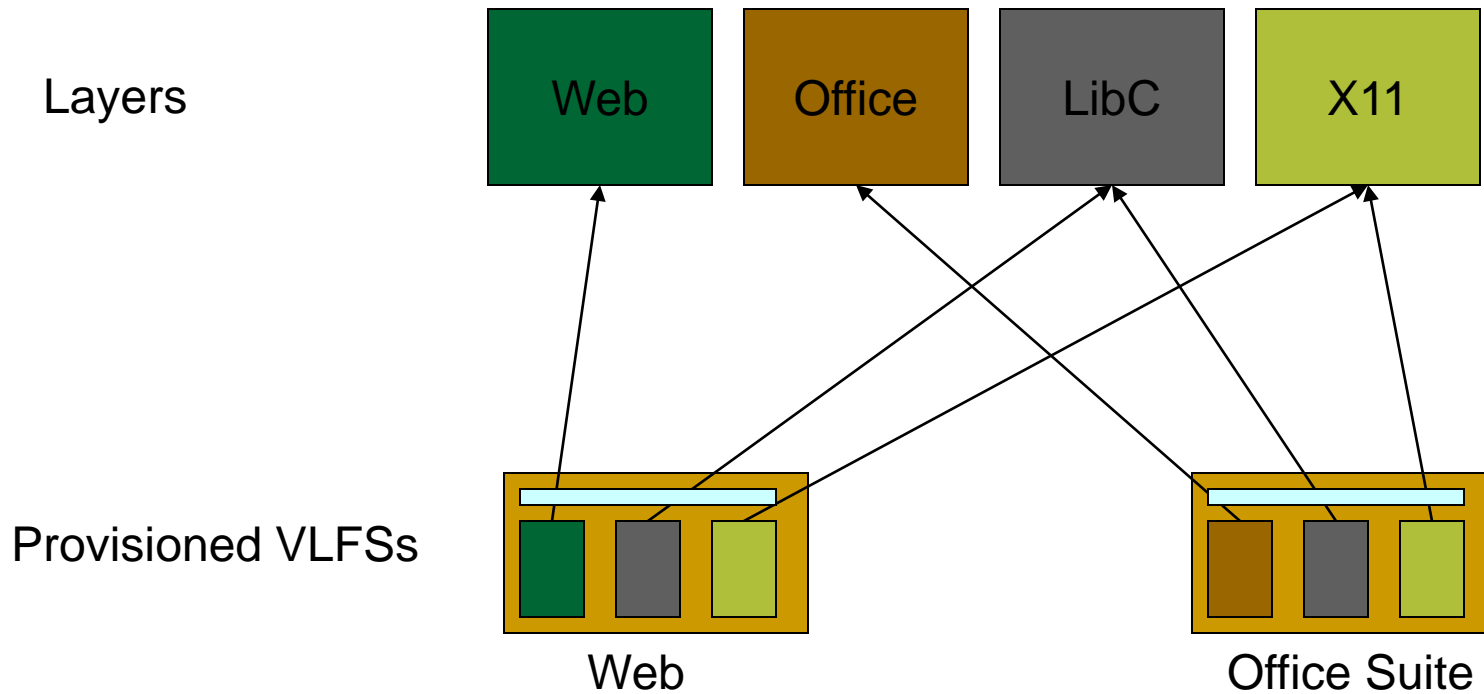 Layers
Web
Office
LibC
X11
Provisioned VLFSs
Web
Office Suite